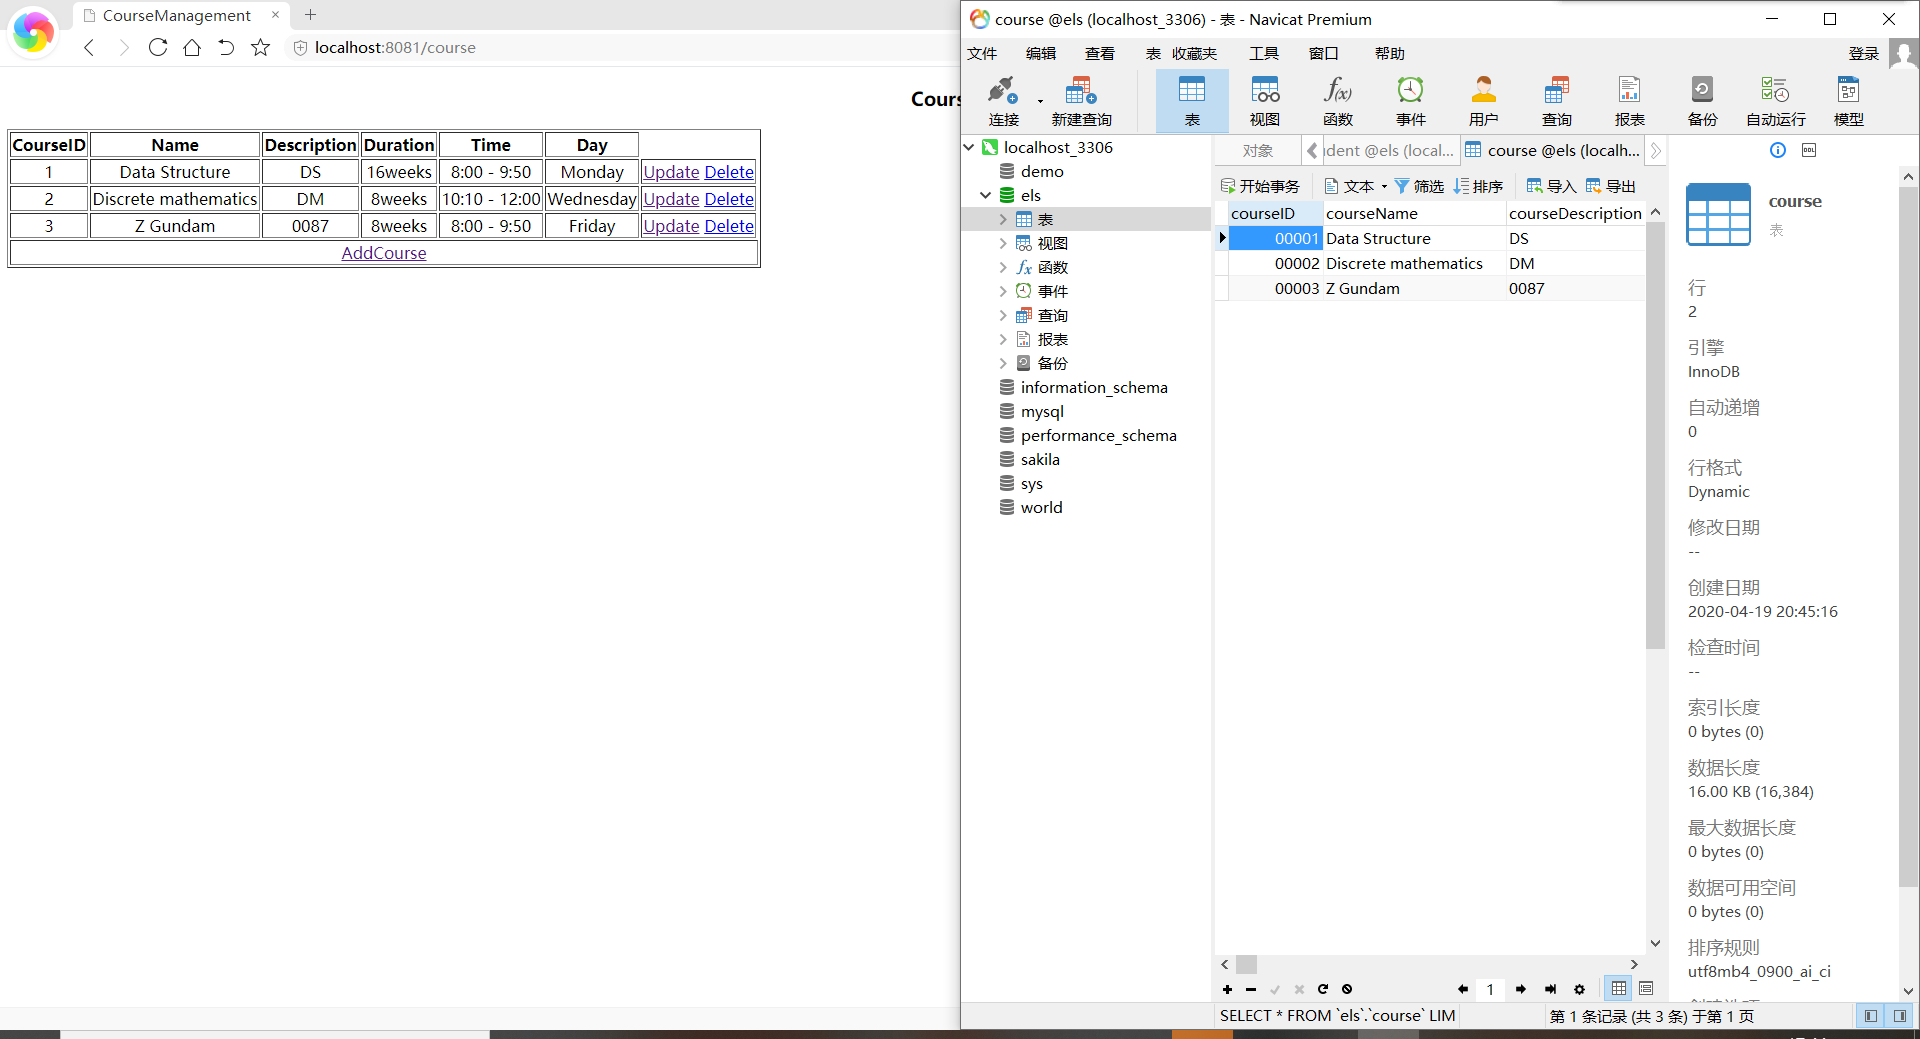 CourseManagement
localhost:8081/course
Cours
CourseID Name Description Duration Time Day
1 Data Structure DS 16weeks 8:00 - 9:50 Monday Update Delete
2 Discrete mathematics DM 8weeks 10:10 - 12:00 Wednesday Update Delete
3 Z Gundam 0087 8weeks 8:00 - 9:50 Friday Update Delete
AddCourse
course @els (localhost_3306) - 表 - Navicat Premium
文件 编辑 查看 表 收藏夹 工具 窗口 帮助 登录
连接 新建查询 表 视图 函数 事件 用户 查询 报表 备份 自动运行 模型
localhost_3306
demo
els
表
视图
函数
事件
查询
报表
备份
information_schema
mysql
performance_schema
sakila
sys
world
对象 ident @els (local... course @els (localh...
开始事务 文本 筛选 排序 导入 导出
courseID courseName courseDescription
00001 Data Structure DS
00002 Discrete mathematics DM
00003 Z Gundam 0087
1
SELECT * FROM `els`.`course` LIM
第 1 条记录 (共 3 条) 于第 1 页
DDL
course
表
行
2
引擎
InnoDB
自动递增
0
行格式
Dynamic
修改日期
--
创建日期
2020-04-19 20:45:16
检查时间
--
索引长度
0 bytes (0)
数据长度
16.00 KB (16,384)
最大数据长度
0 bytes (0)
数据可用空间
0 bytes (0)
排序规则
utf8mb4_0900_ai_ci